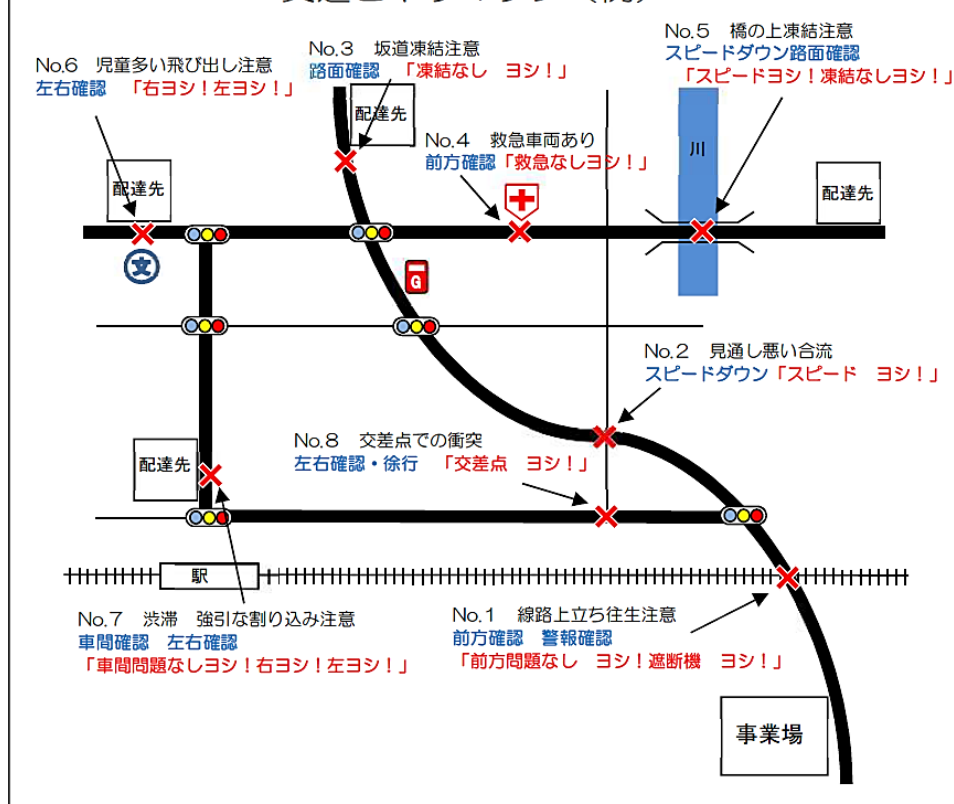 No.5 橋の上凍結注意
スピードダウン路面確認
「スピードヨシ！凍結なしヨシ！」
No.3 坂道凍結注意
路面確認 「凍結なし ヨシ！」
No.6 児童多い飛び出し注意
左右確認 「右ヨシ！左ヨシ！」
配達先
No.4 救急車両あり
前方確認「救急なしヨシ！」
川
配達先
配達先
文
G
No.2 見通し悪い合流
スピードダウン「スピード ヨシ！」
No.8 交差点での衝突
左右確認・徐行 「交差点 ヨシ！」
配達先
駅
No.7 渋滞 強引な割り込み注意
車間確認 左右確認
「車間問題なしヨシ！右ヨシ！左ヨシ！」
No.1 線路上立ち往生注意
前方確認 警報確認
「前方問題なし ヨシ！遮断機 ヨシ！」
事業場